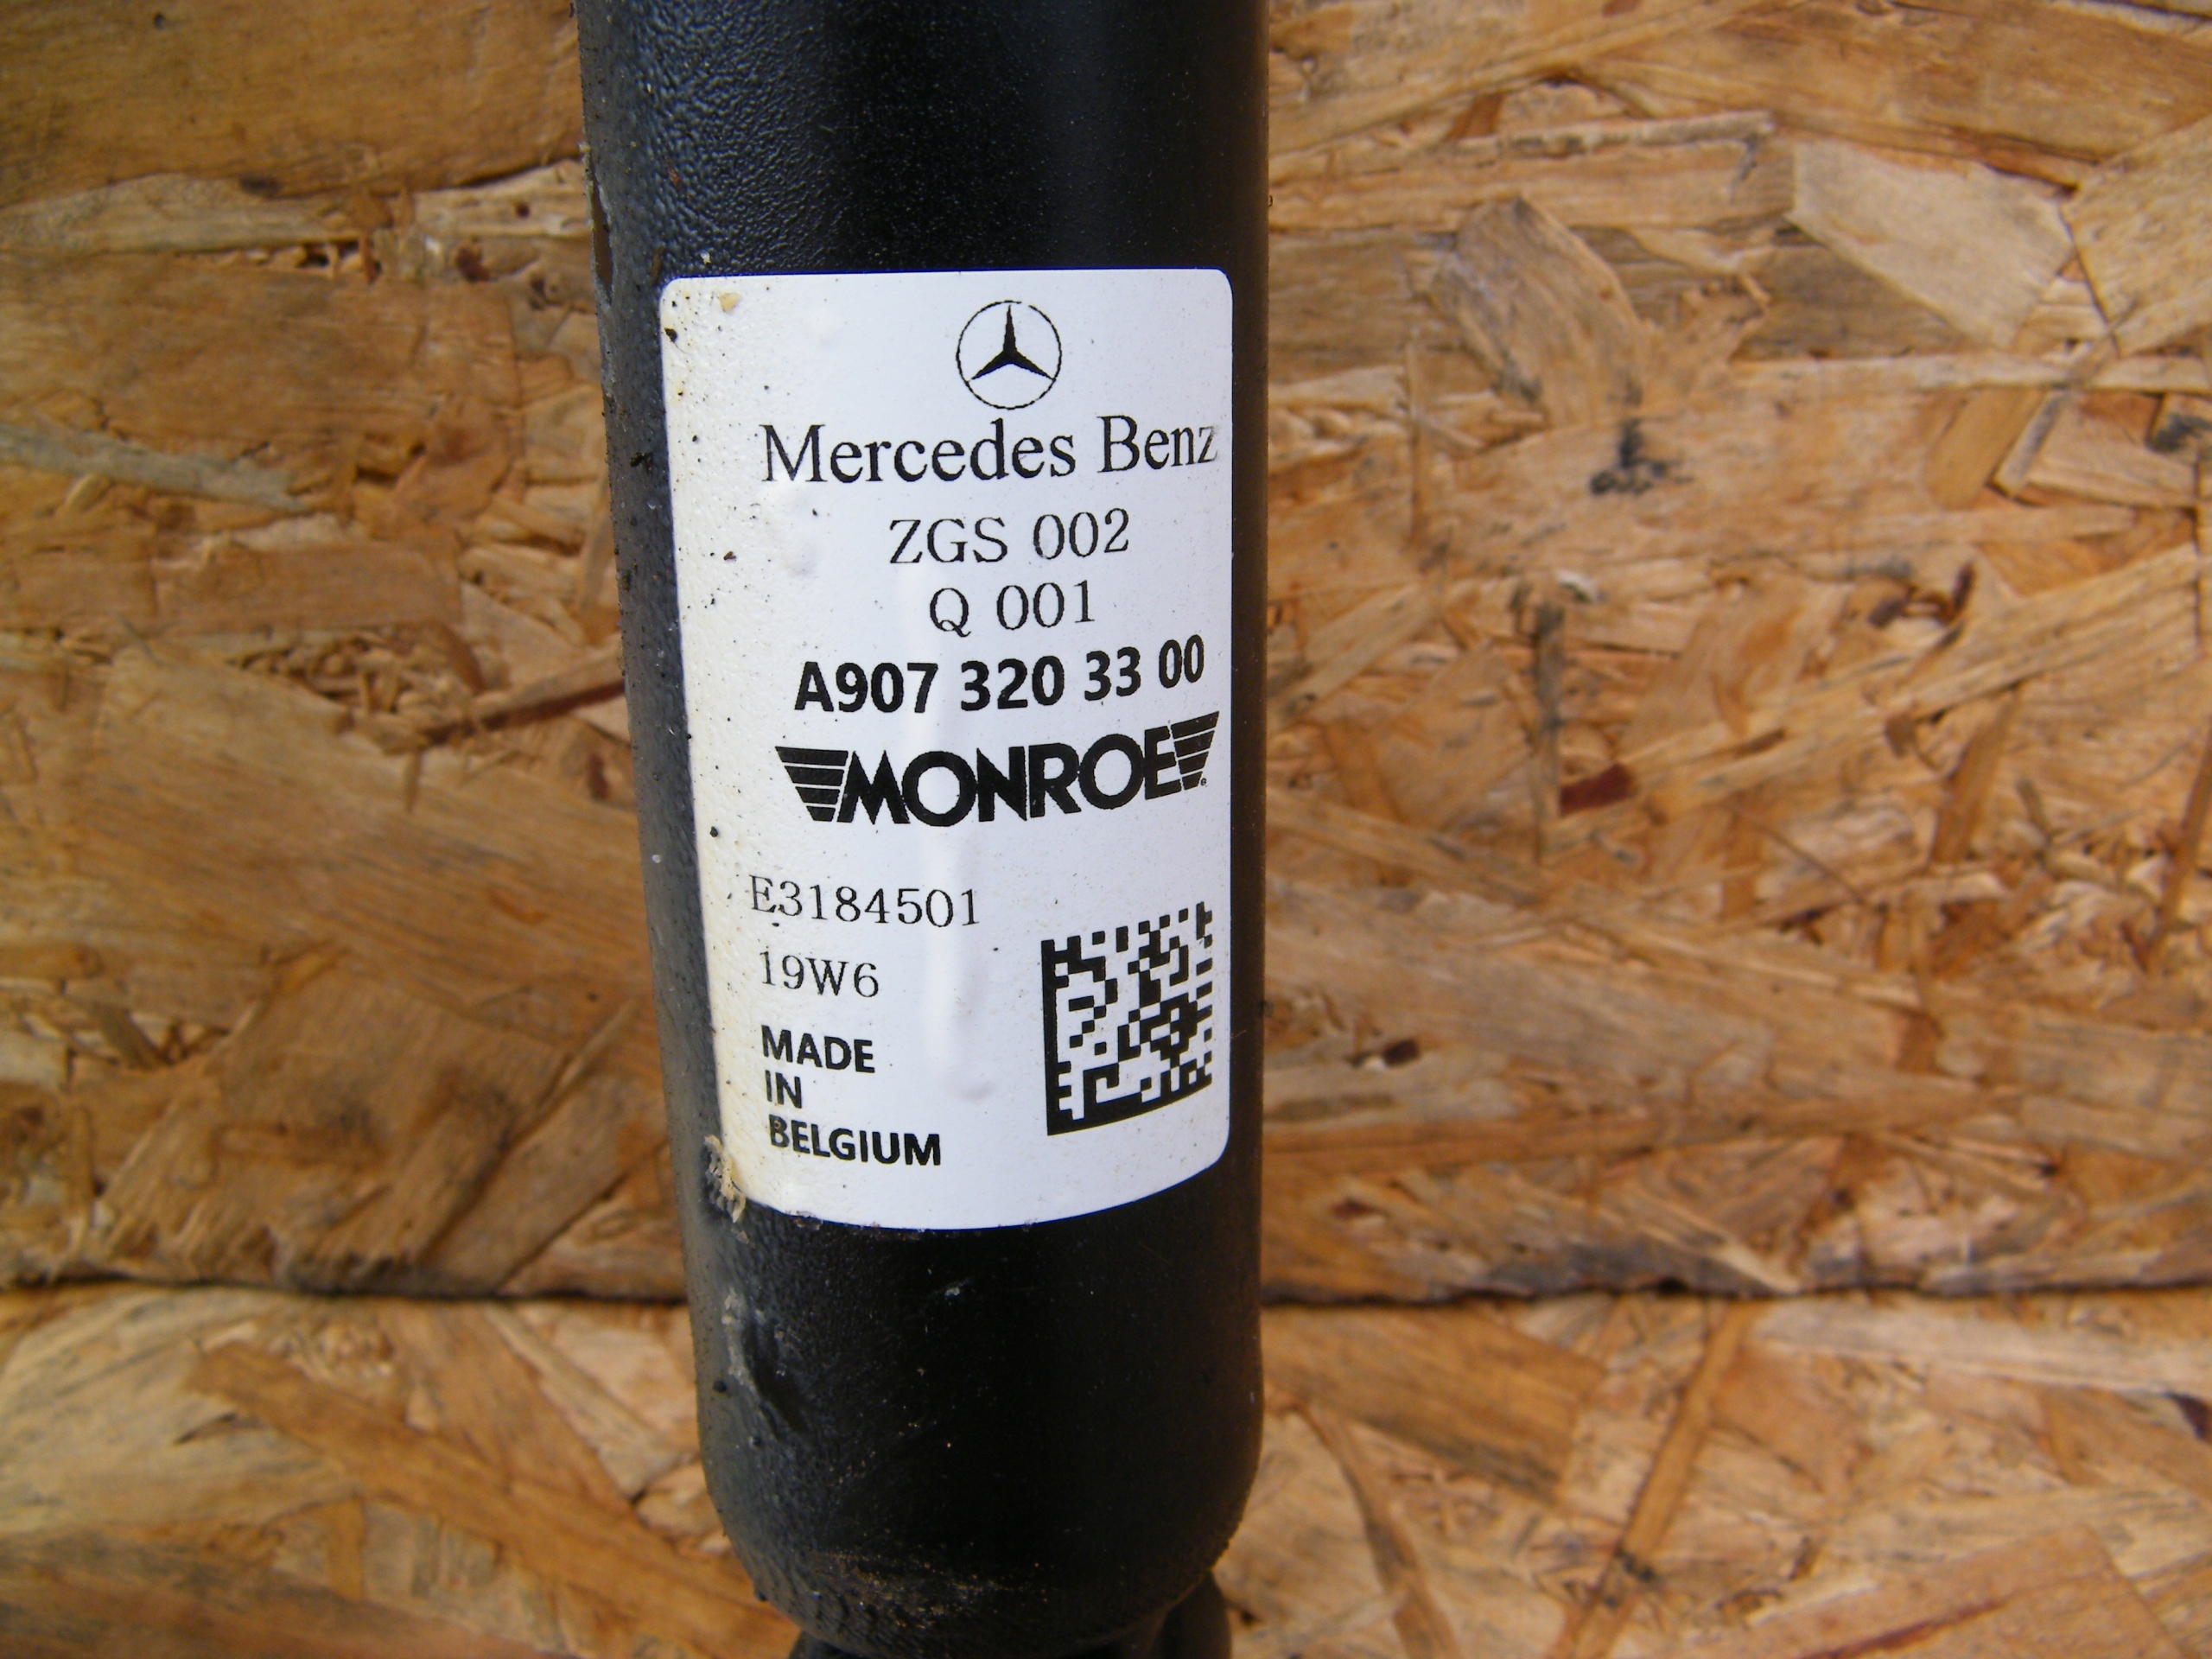 Mercedes Benz
ZGS 002
Q 001
A907 320 33 00
MONROE
E3184501
19W6
MADE
IN
BELGIUM